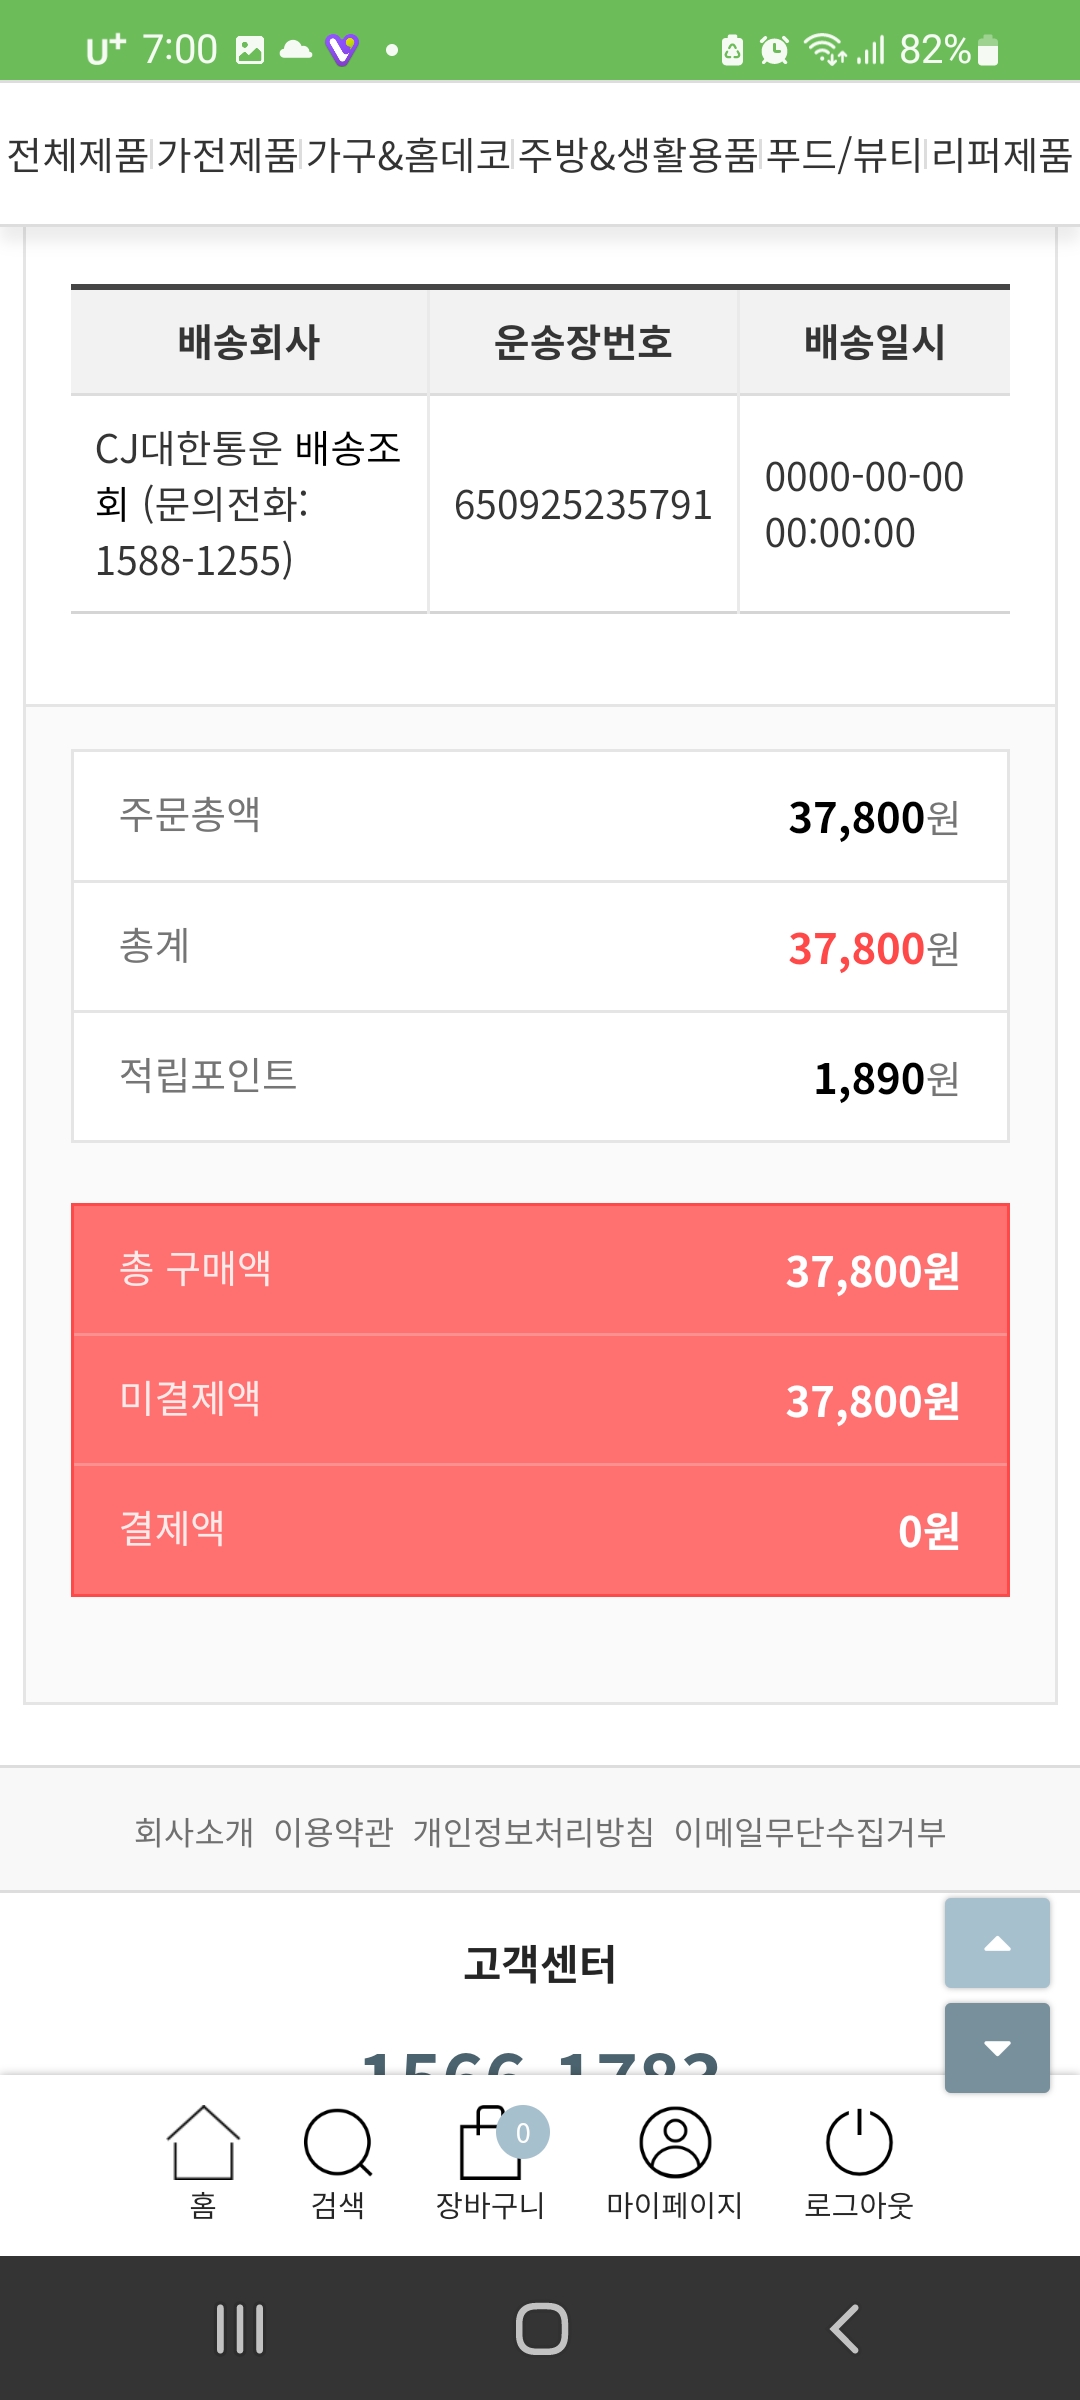 U+ 7:00 82%
전체제품 가전제품 가구&홈데코 주방&생활용품 푸드/뷰티 리퍼제품
배송회사 운송장번호 배송일시
CJ대한통운 배송조
회 (문의전화:
1588-1255)
650925235791
0000-00-00
00:00:00
주문총액 37,800원
총계 37,800원
적립포인트 1,890원
총 구매액 37,800원
미결제액 37,800원
결제액 0원
회사소개 이용약관 개인정보처리방침 이메일무단수집거부
고객센터
1566-1783
0
홈 검색 장바구니 마이페이지 로그아웃